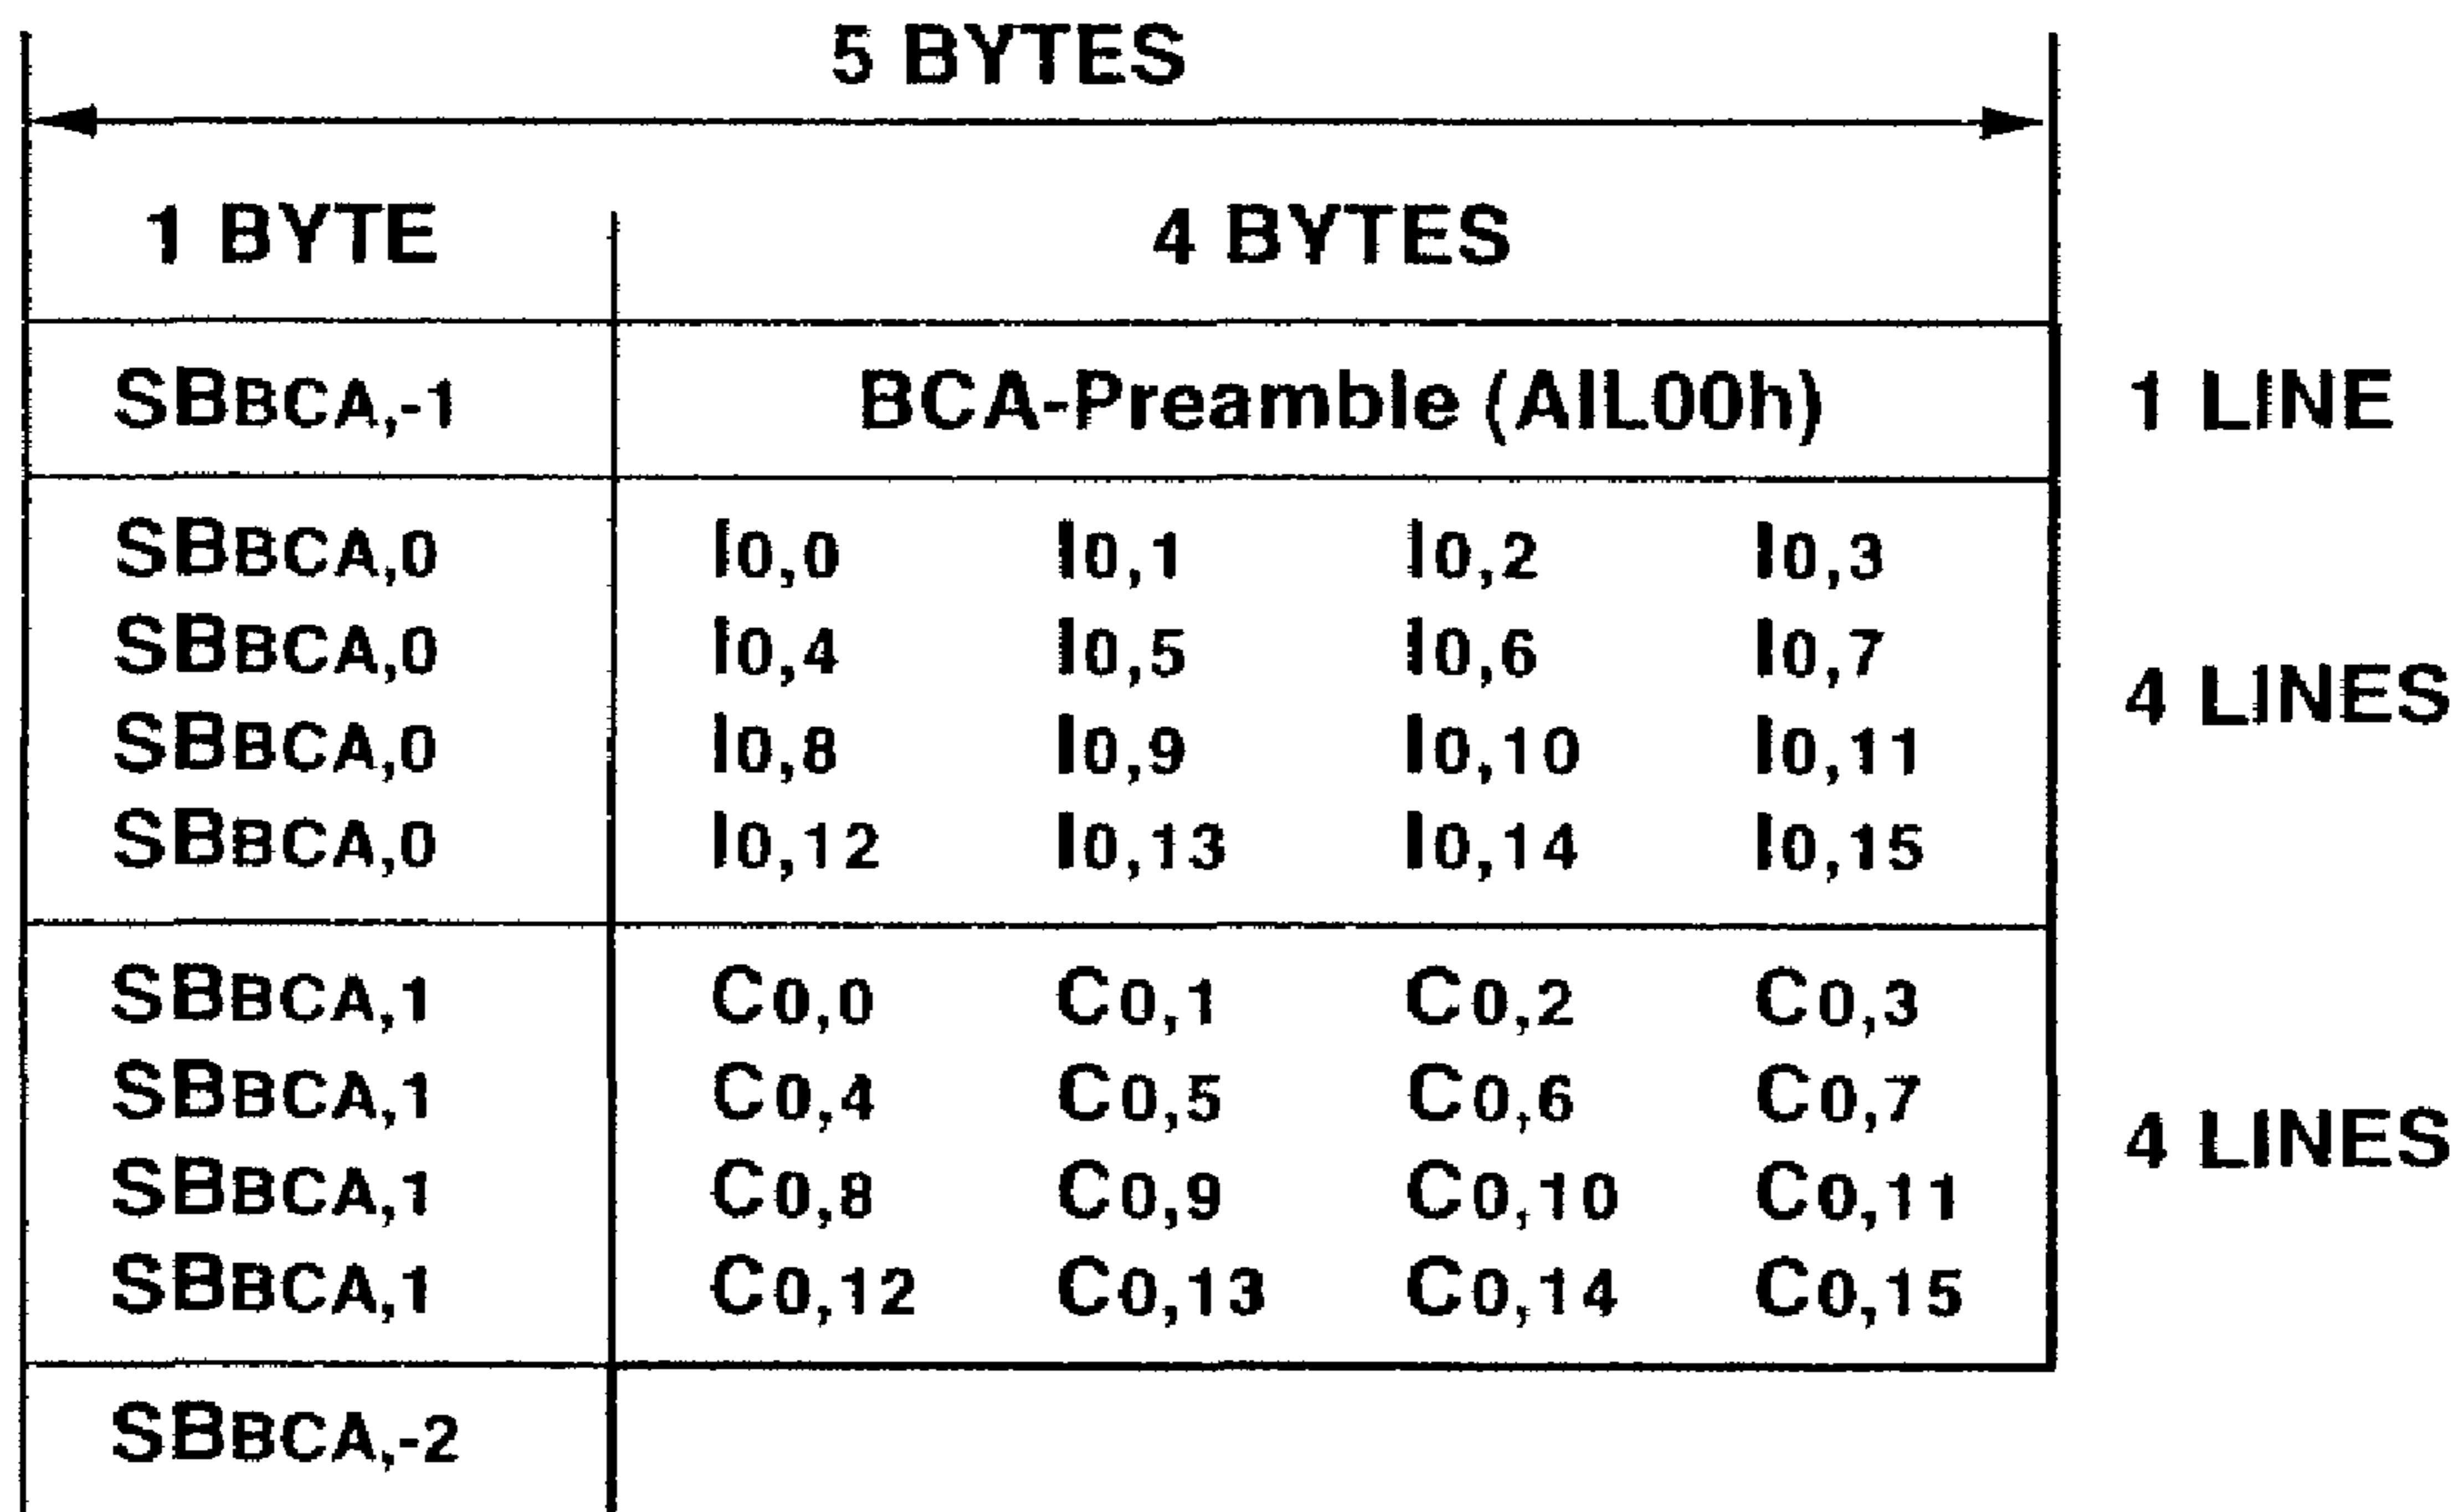 5 BYTES
1 BYTE 4 BYTES
SBBCA,-1 BCA-Preamble (AIL00h) 1 LINE
SBBCA,0 I0,0 I0,1 I0,2 I0,3
SBBCA,0 I0,4 I0,5 I0,6 I0,7
4 LINES
SBBCA,0 I0,8 I0,9 I0,10 I0,11
SBBCA,0 I0,12 I0,13 I0,14 I0,15
SBBCA,1 C0,0 C0,1 C0,2 C0,3
SBBCA,1 C0,4 C0,5 C0,6 C0,7
4 LINES
SBBCA,1 C0,8 C0,9 C0,10 C0,11
SBBCA,1 C0,12 C0,13 C0,14 C0,15
SBBCA,-2